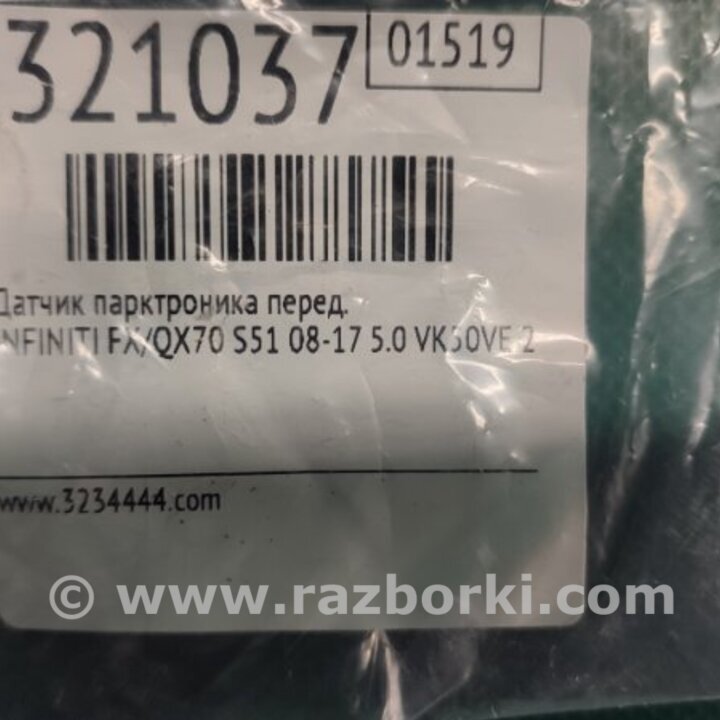 321037
01519
Датчик парктроника перед.
INFINITI FX/QX70 S51 08-17 5.0 VK50VE 2
www.3234444.com
© www.razborki.com